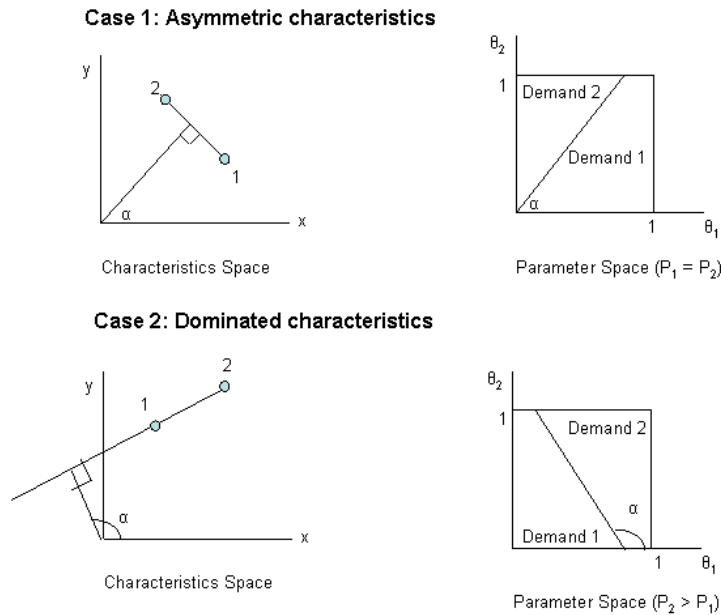 Case 1: Asymmetric characteristics
y
2
1
α
x
Characteristics Space
θ2
1
Demand 2
Demand 1
α
1
θ1
Parameter Space (P1 = P2)
Case 2: Dominated characteristics
y
2
1
α
x
Characteristics Space
θ2
1
Demand 2
α
Demand 1
1
θ1
Parameter Space (P2 > P1)